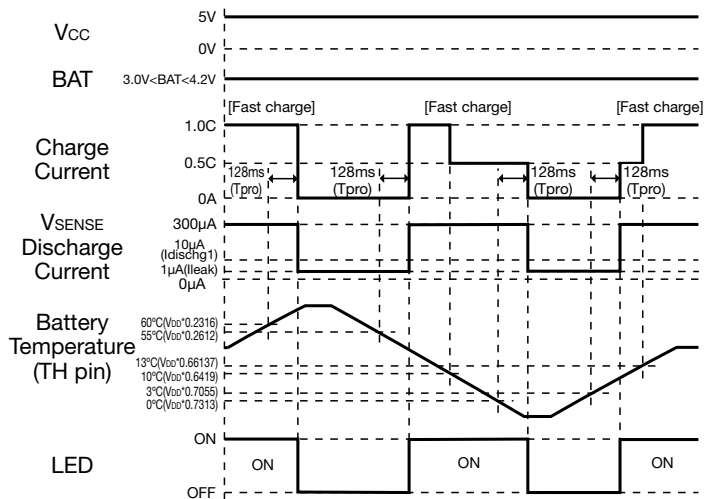 VCC
5V
0V
BAT
3.0V<BAT<4.2V
[Fast charge]
[Fast charge]
[Fast charge]
Charge
Current
1.0C
0.5C
0A
128ms
(Tpro)
128ms
(Tpro)
128ms
(Tpro)
128ms
(Tpro)
VSENSE
Discharge
Current
300μA
10μA
(Idischg1)
1μA(Ileak)
0μA
Battery
Temperature
(TH pin)
60°C(VDD*0.2316)
55°C(VDD*0.2612)
13°C(VDD*0.66137)
10°C(VDD*0.6419)
3°C(VDD*0.7055)
0°C(VDD*0.7313)
LED
ON
OFF
ON
ON
ON